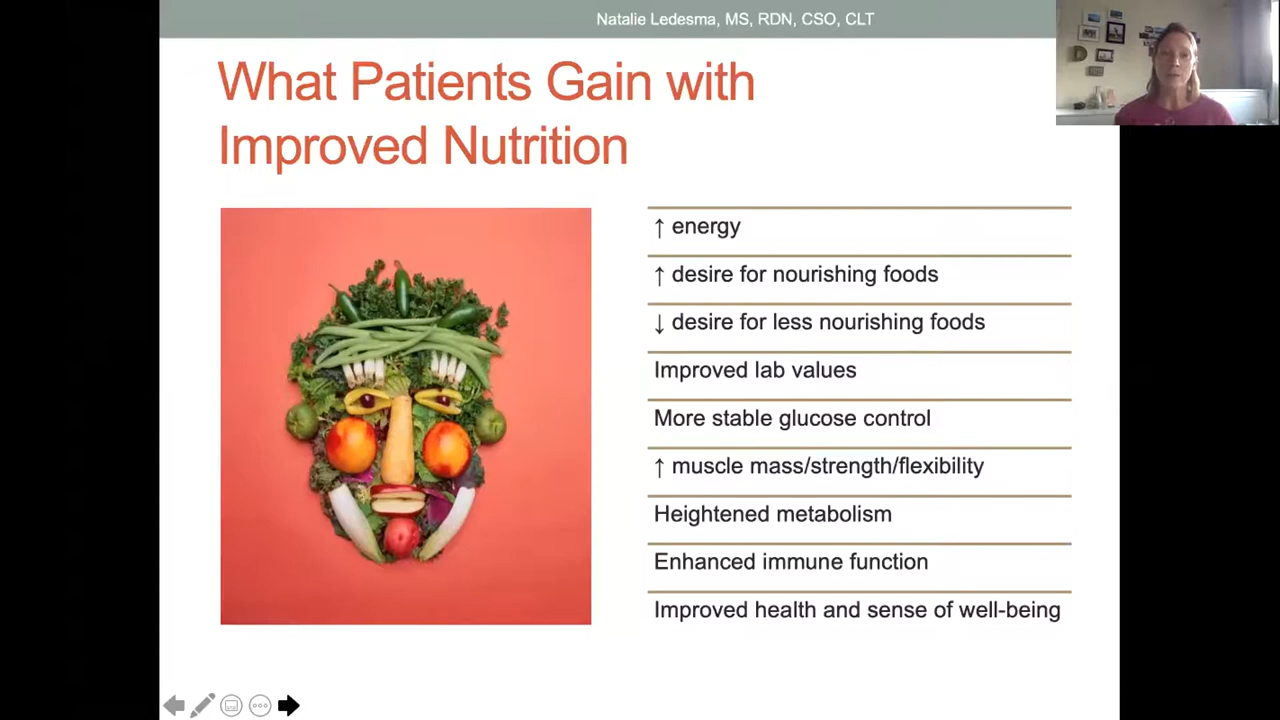 Natalie Ledesma, MS, RDN, CSO, CLT
What Patients Gain with
Improved Nutrition
↑ energy
↑ desire for nourishing foods
↓ desire for less nourishing foods
Improved lab values
More stable glucose control
↑ muscle mass/strength/flexibility
Heightened metabolism
Enhanced immune function
Improved health and sense of well-being